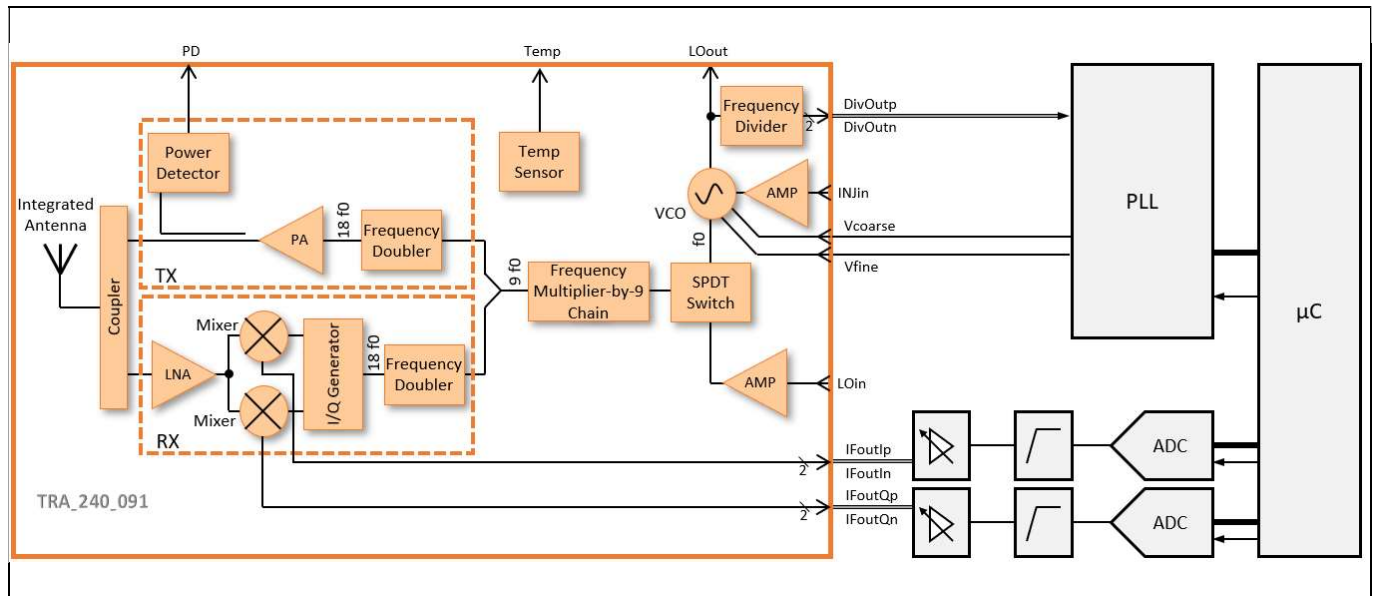 PD
Temp
LOout
Frequency
Divider
2
DivOutp
DivOutn
Power
Detector
Temp
Sensor
AMP
INJin
PLL
Integrated
Antenna
VCO
Vcoarse
PA
18 f0
Frequency
Doubler
f0
Vfine
TX
9 f0
Frequency
Multiplier-by-9
Chain
SPDT
Switch
Coupler
µC
Mixer
LNA
I/Q Generator
18 f0
Frequency
Doubler
AMP
LOin
Mixer
RX
2
IFoutIp
IFoutIn
ADC
TRA_240_091
2
IFoutQp
IFoutQn
ADC